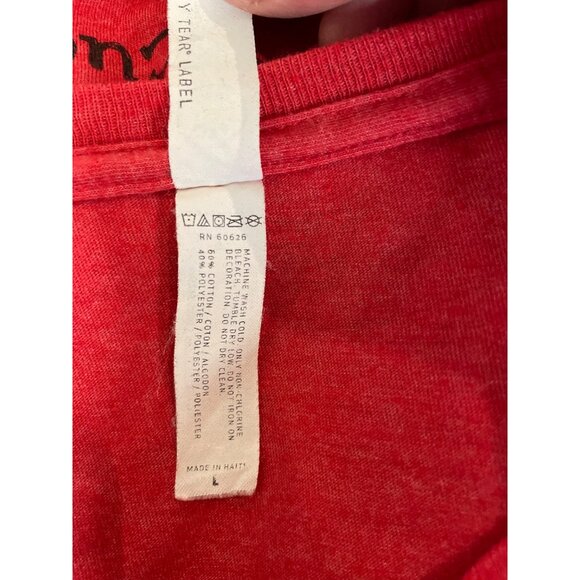 Y TEAR® LABEL
RN 60626
MACHINE WASH COLD. ONLY NON-CHLORINE
BLEACH. TUMBLE DRY LOW. DO NOT IRON ON
DECORATION. DO NOT DRY CLEAN.
60% COTTON / COTON / ALGODON
40% POLYESTER / POLYESTER / POLIESTER
MADE IN HAITI
L